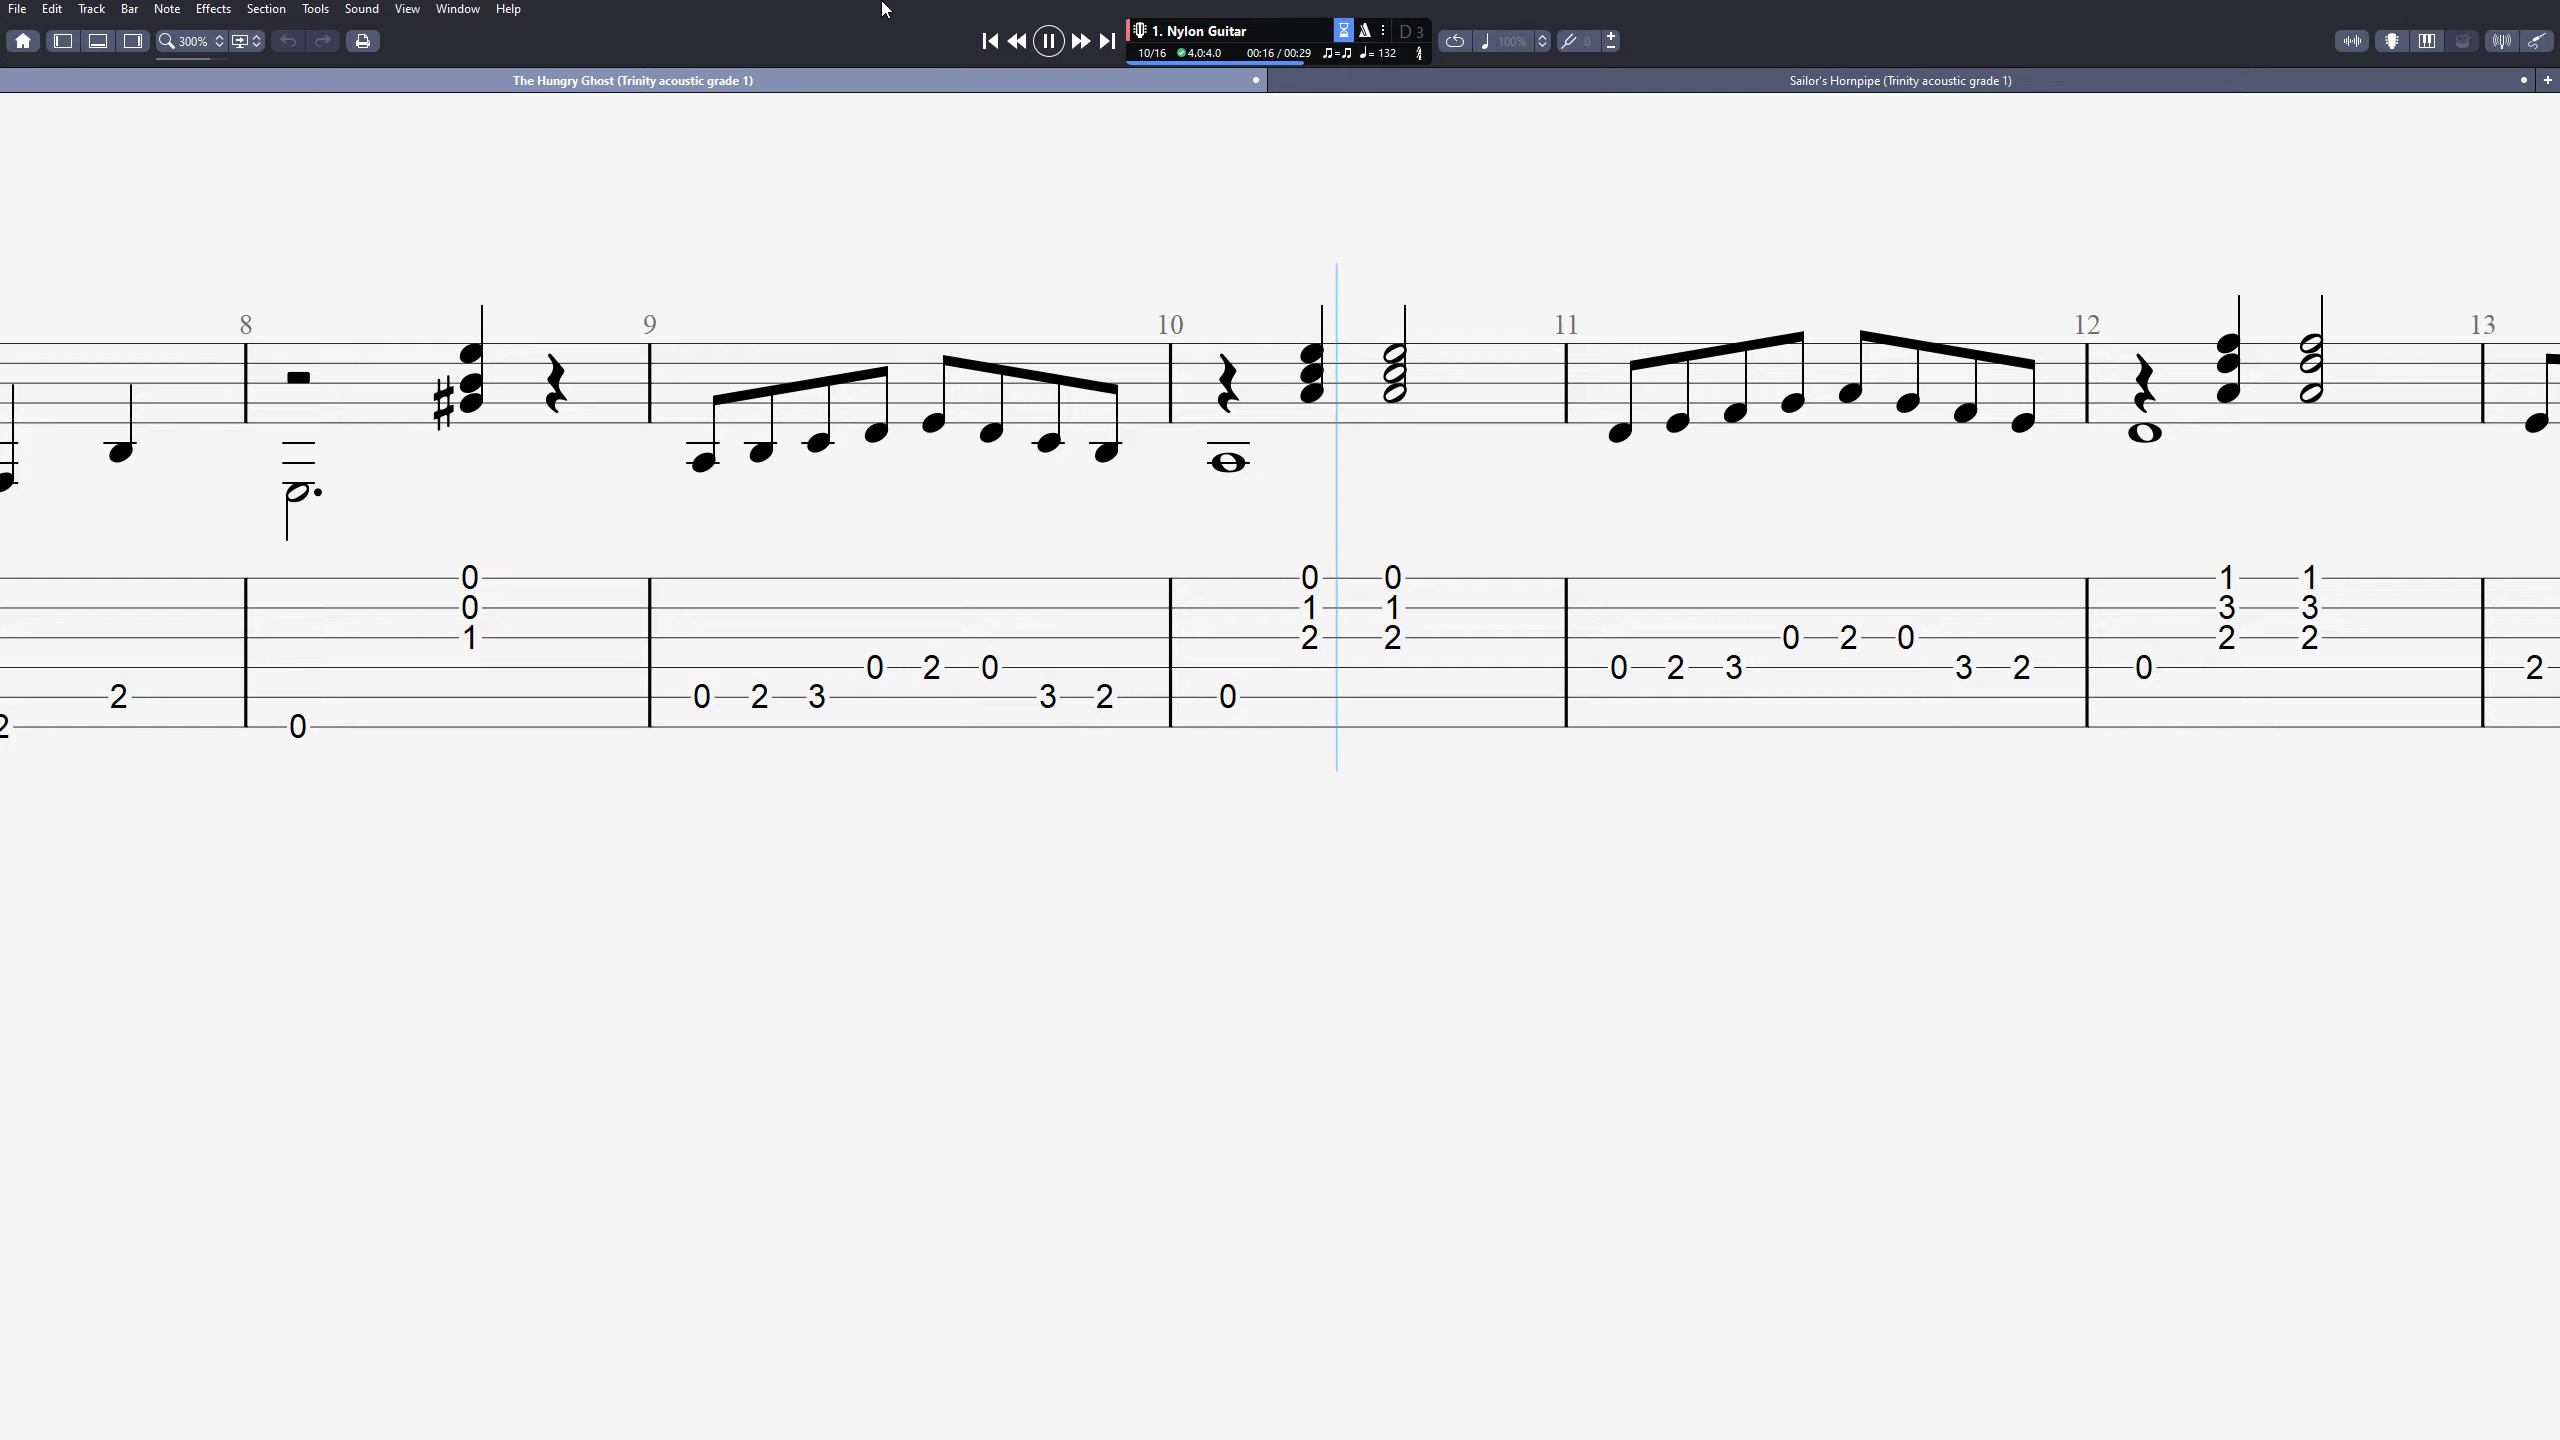 File Edit Track Bar Note Effects Section Tools Sound View Window Help
300%
1. Nylon Guitar
D 3
10/16 4.0:4.0 00:16 / 00:29 = 132
100%
0
The Hungry Ghost (Trinity acoustic grade 1)
Sailor's Hornpipe (Trinity acoustic grade 1)
+
8 9 10 11 12 13
0 0 0 1 1
0 1 1 3 3
1 2 2 0 2 0 2 2
0 2 0 0 2 3 3 2 0 2
2 0 2 3 3 2 0
2 0